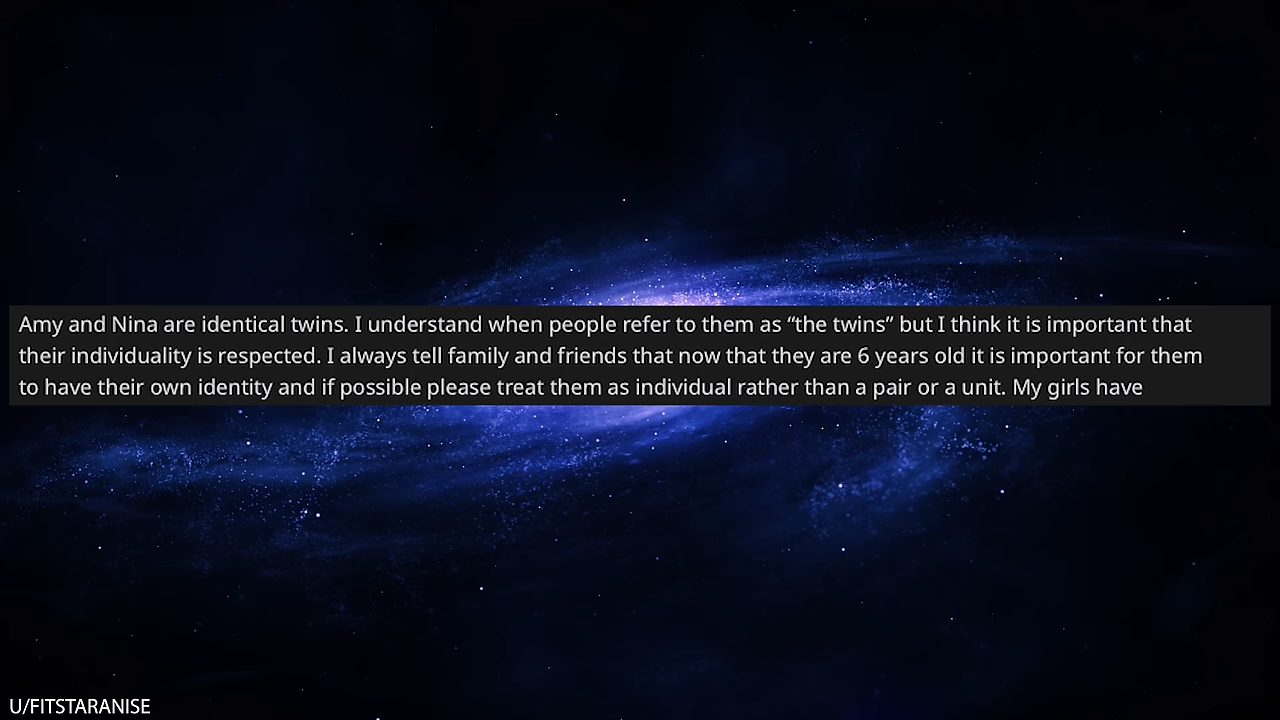 Amy and Nina are identical twins. I understand when people refer to them as “the twins” but I think it is important that
their individuality is respected. I always tell family and friends that now that they are 6 years old it is important for them
to have their own identity and if possible please treat them as individual rather than a pair or a unit. My girls have
U/FITSTARANISE